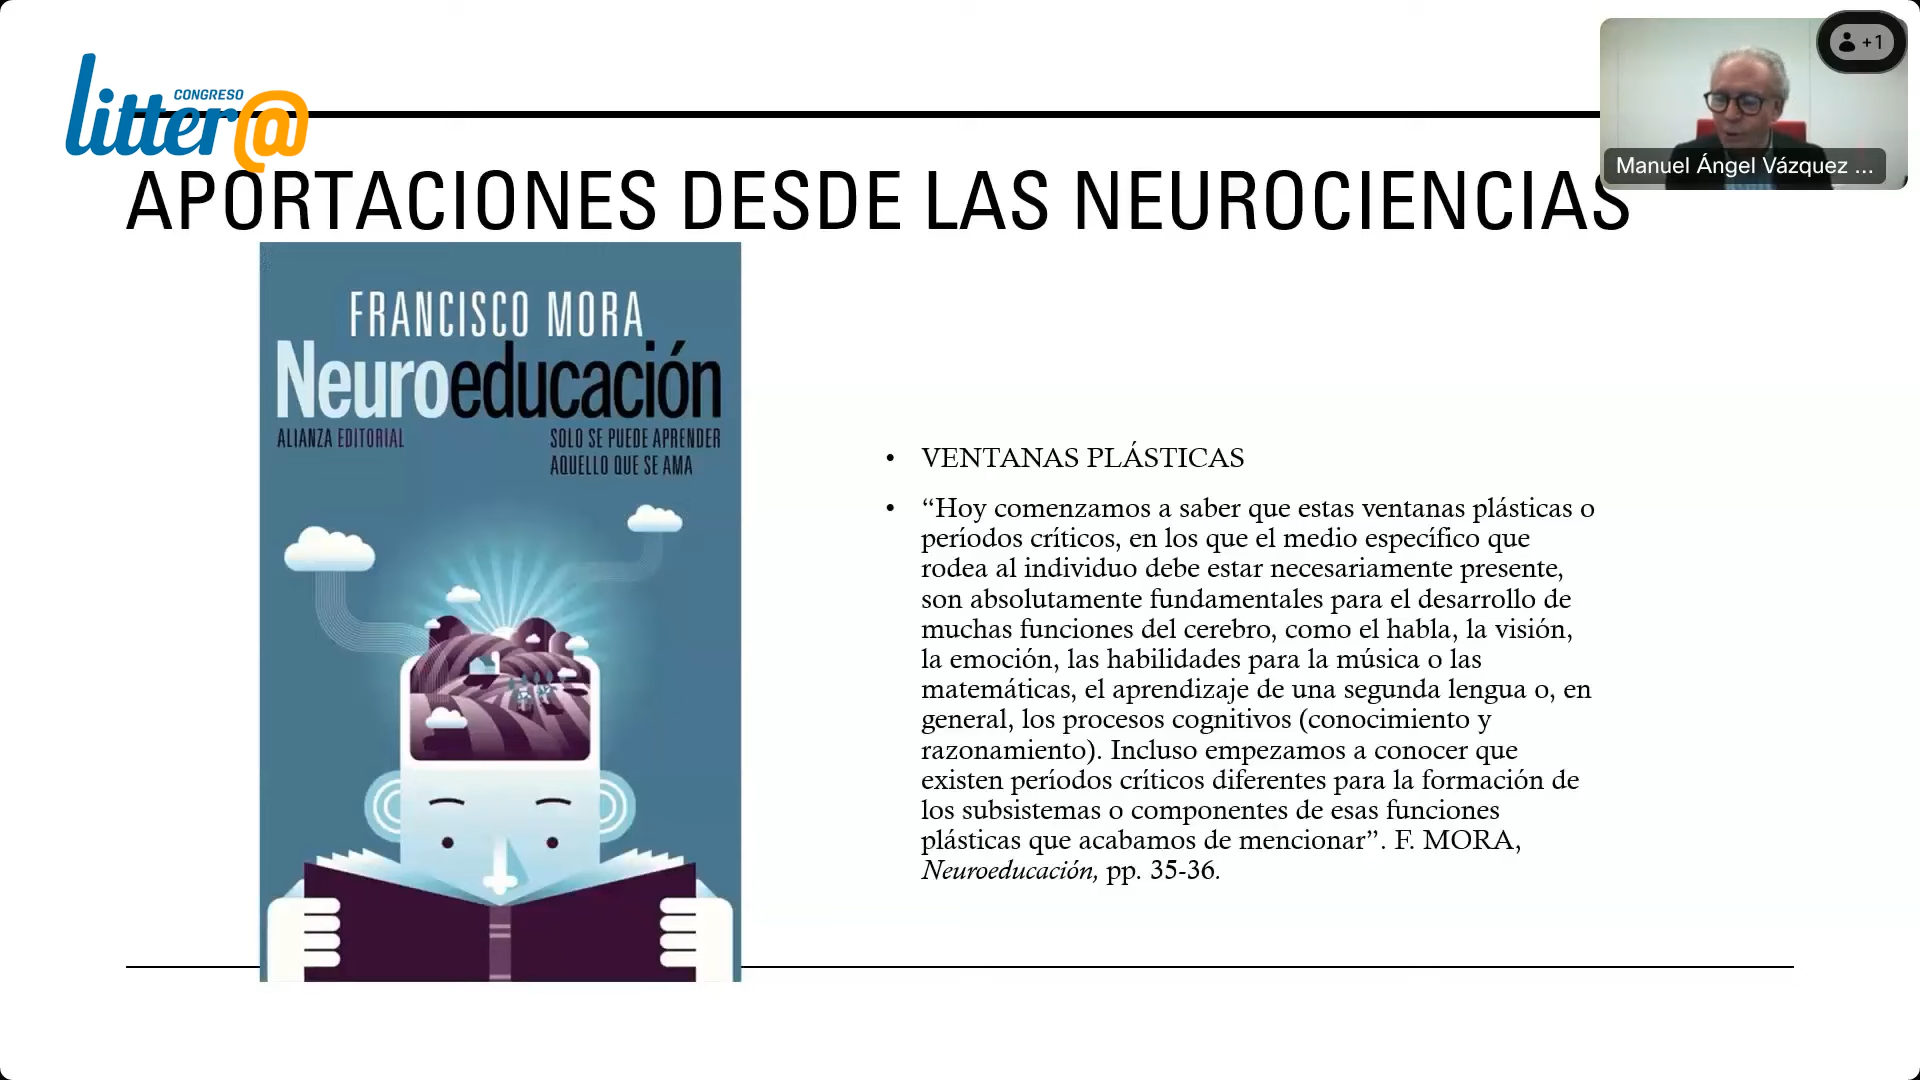 CONGRESO
litter@
+1
Manuel Ángel Vázquez ...
APORTACIONES DESDE LAS NEUROCIENCIAS
FRANCISCO MORA
Neuroeducación
ALIANZA EDITORIAL
SOLO SE PUEDE APRENDER
AQUELLO QUE SE AMA
• VENTANAS PLÁSTICAS
• “Hoy comenzamos a saber que estas ventanas plásticas o
períodos críticos, en los que el medio específico que
rodea al individuo debe estar necesariamente presente,
son absolutamente fundamentales para el desarrollo de
muchas funciones del cerebro, como el habla, la visión,
la emoción, las habilidades para la música o las
matemáticas, el aprendizaje de una segunda lengua o, en
general, los procesos cognitivos (conocimiento y
razonamiento). Incluso empezamos a conocer que
existen períodos críticos diferentes para la formación de
los subsistemas o componentes de esas funciones
plásticas que acabamos de mencionar”. F. MORA,
Neuroeducación, pp. 35-36.